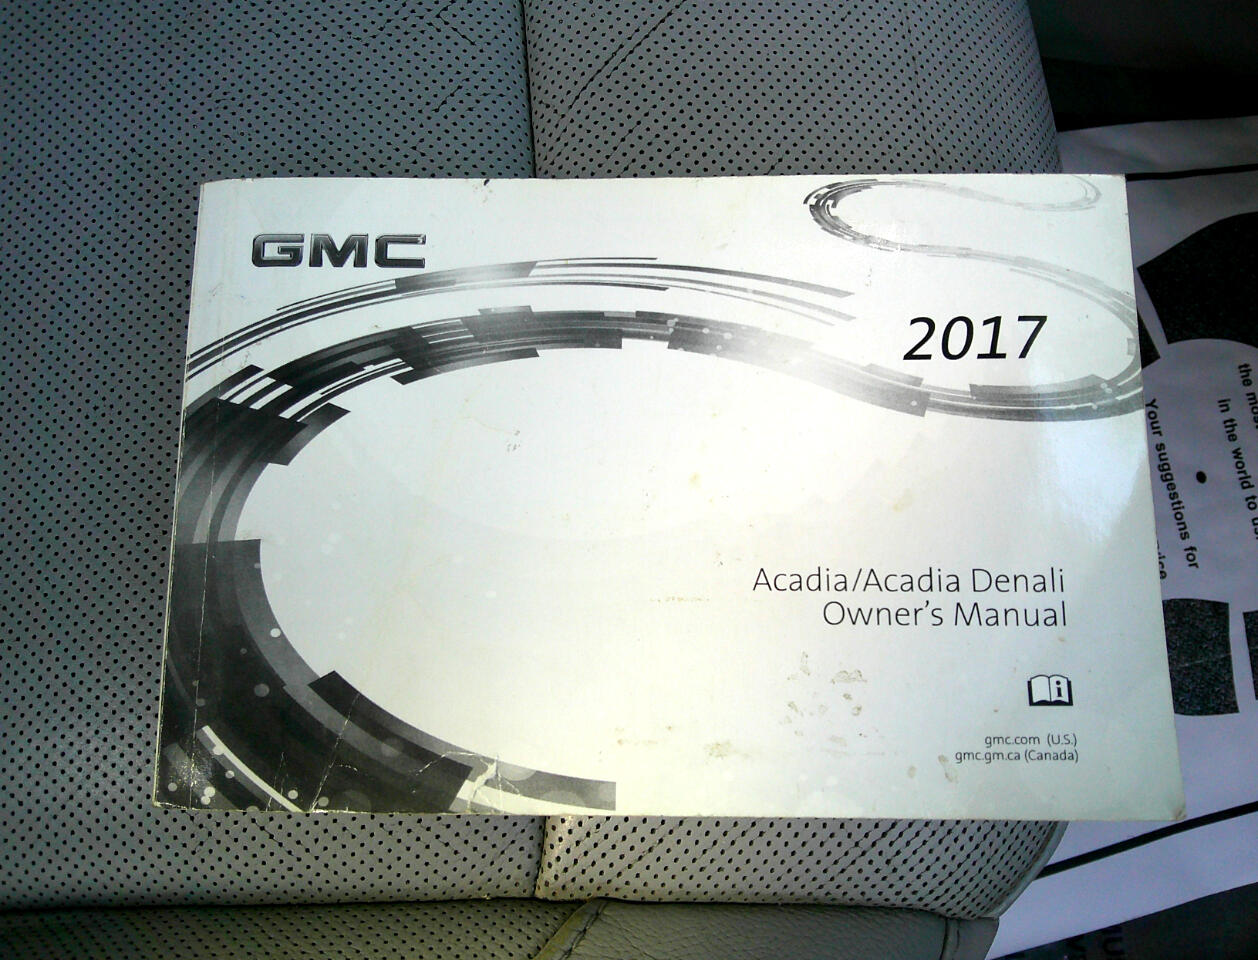 GMC
2017
Acadia/Acadia Denali
Owner's Manual
gmc.com (U.S.)
gmc.gm.ca (Canada)
the
in the world to
Your suggestions for